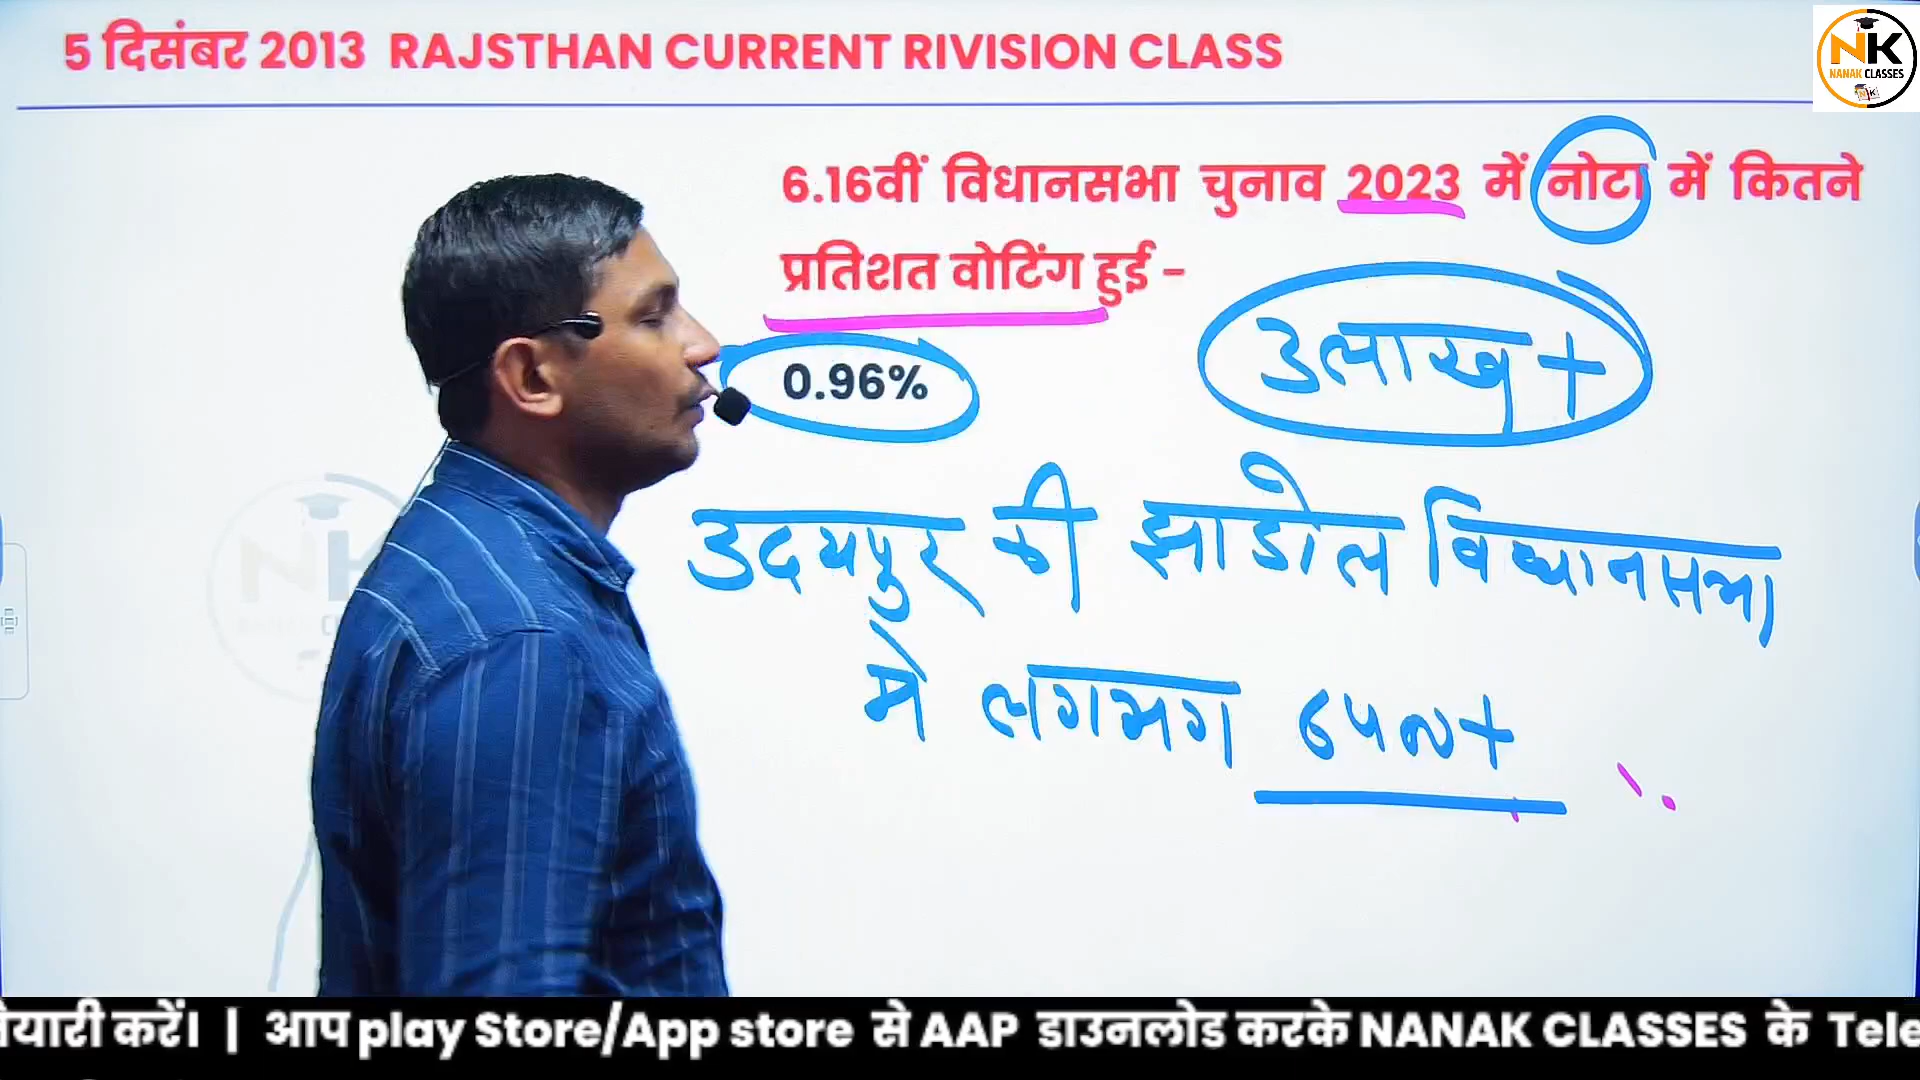 5 दिसंबर 2013 RAJSTHAN CURRENT RIVISION CLASS
NK
NANAK CLASSES
6.16वीं विधानसभा चुनाव 2023 में नोटा में कितने
प्रतिशत वोटिंग हुई -
0.96%
3लाख +
उदयपुर की झाडोल विधानसभा
मे लगभग 6500+
NK
यारी करें। | आप play Store/App store से AAP डाउनलोड करके NANAK CLASSES के Tele